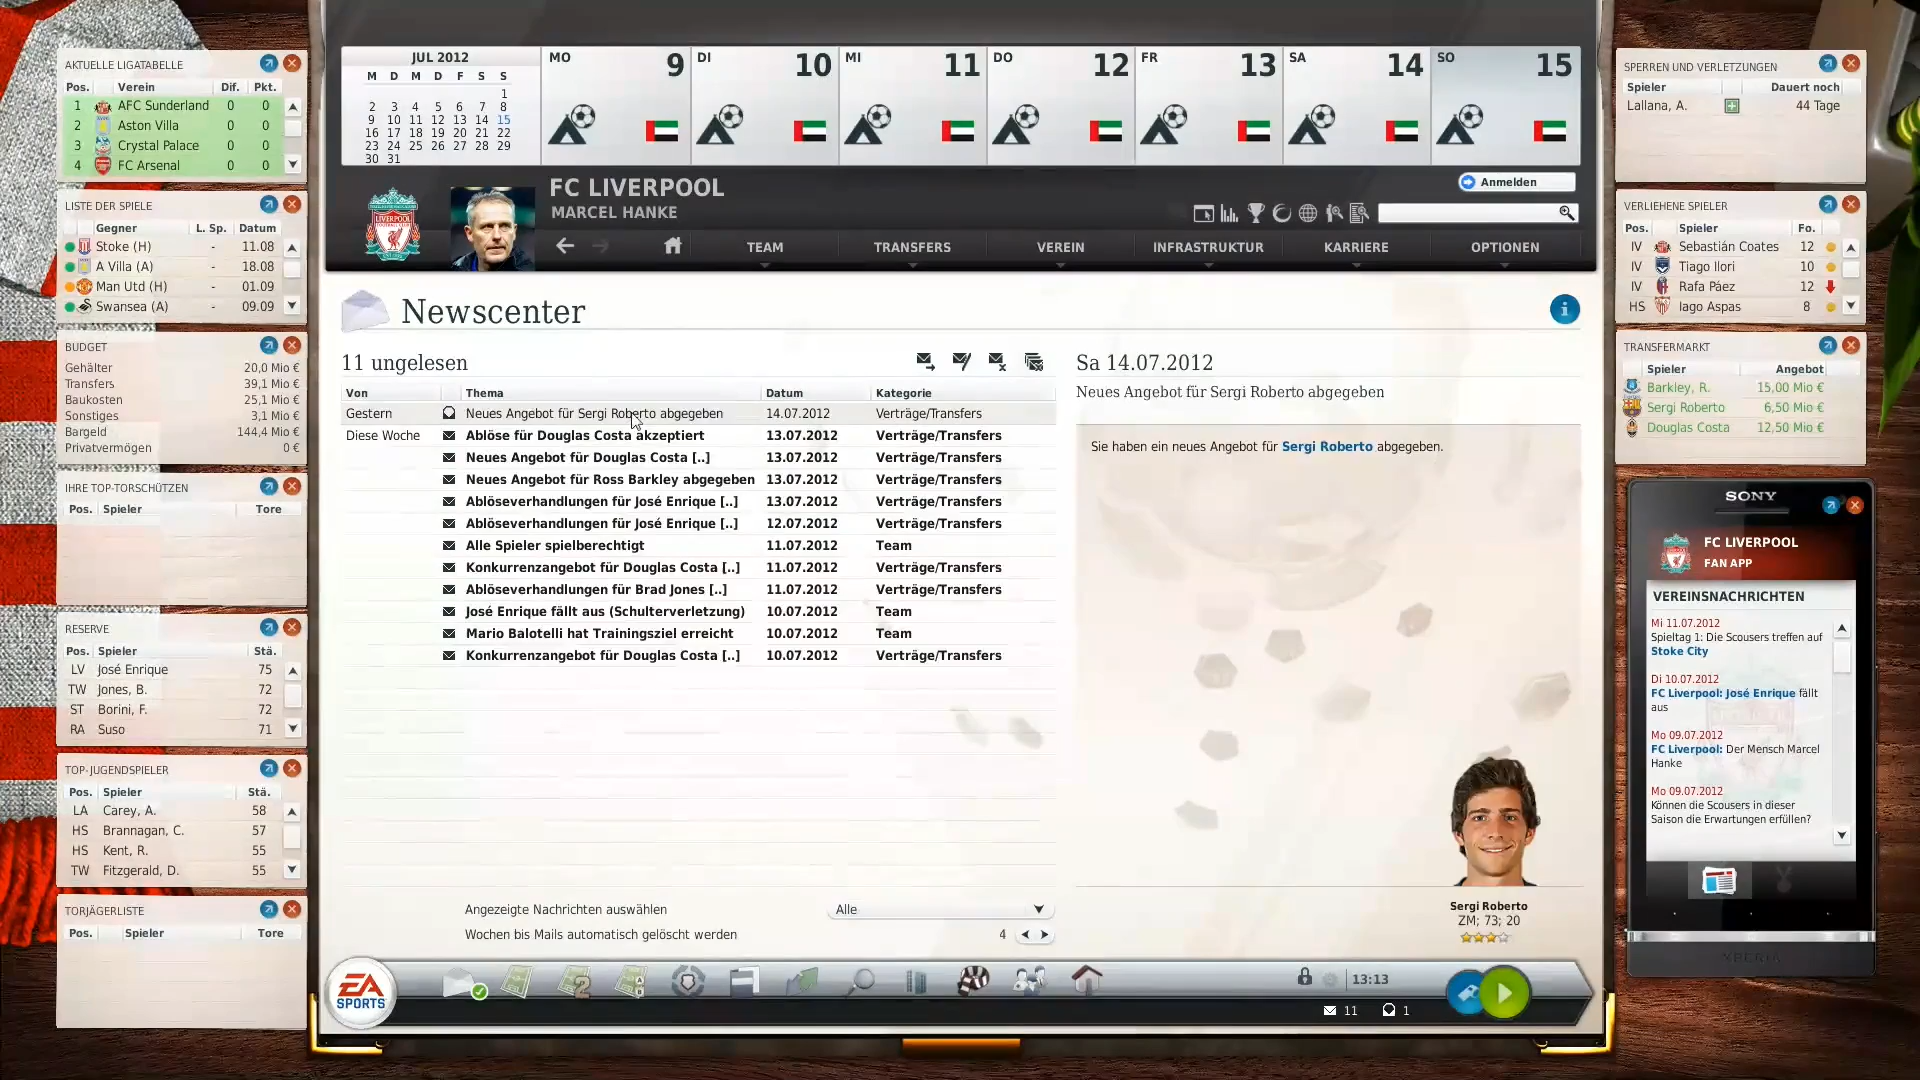 AKTUELLE LIGATABELLE
Pos. Verein Dif. Pkt.
1 AFC Sunderland 0 0
2 Aston Villa 0 0
3 Crystal Palace 0 0
4 FC Arsenal 0 0
LISTE DER SPIELE
Gegner L. Sp. Datum
Stoke (H) - 11.08
A Villa (A) - 18.08
Man Utd (H) - 01.09
Swansea (A) - 09.09
BUDGET
Gehälter 20,0 Mio €
Transfers 39,1 Mio €
Baukosten 25,1 Mio €
Sonstiges 3,1 Mio €
Bargeld 144,4 Mio €
Privatvermögen 0 €
IHRE TOP-TORSCHÜTZEN
Pos. Spieler Tore
RESERVE
Pos. Spieler Stä.
LV José Enrique 75
TW Jones, B. 72
ST Borini, F. 72
RA Suso 71
TOP-JUGENDSPIELER
Pos. Spieler Stä.
LA Carey, A. 58
HS Brannagan, C. 57
HS Kent, R. 55
TW Fitzgerald, D. 55
TORJÄGERLISTE
Pos. Spieler Tore
JUL 2012
M D M D F S S
1
2 3 4 5 6 7 8
9 10 11 12 13 14 15
16 17 18 19 20 21 22
23 24 25 26 27 28 29
30 31
MO 9 DI 10 MI 11 DO 12 FR 13 SA 14 SO 15
FC LIVERPOOL
MARCEL HANKE
Anmelden
TEAM TRANSFERS VEREIN INFRASTRUKTUR KARRIERE OPTIONEN
Newscenter
11 ungelesen
Von Thema Datum Kategorie
Gestern Neues Angebot für Sergi Roberto abgegeben 14.07.2012 Verträge/Transfers
Diese Woche Ablöse für Douglas Costa akzeptiert 13.07.2012 Verträge/Transfers
Neues Angebot für Douglas Costa [..] 13.07.2012 Verträge/Transfers
Neues Angebot für Ross Barkley abgegeben 13.07.2012 Verträge/Transfers
Ablöseverhandlungen für José Enrique [..] 13.07.2012 Verträge/Transfers
Ablöseverhandlungen für José Enrique [..] 12.07.2012 Verträge/Transfers
Alle Spieler spielberechtigt 11.07.2012 Team
Konkurrenzangebot für Douglas Costa [..] 11.07.2012 Verträge/Transfers
Ablöseverhandlungen für Brad Jones [..] 11.07.2012 Verträge/Transfers
José Enrique fällt aus (Schulterverletzung) 10.07.2012 Team
Mario Balotelli hat Trainingsziel erreicht 10.07.2012 Team
Konkurrenzangebot für Douglas Costa [..] 10.07.2012 Verträge/Transfers
Angezeigte Nachrichten auswählen Alle
Wochen bis Mails automatisch gelöscht werden 4
Sa 14.07.2012
Neues Angebot für Sergi Roberto abgegeben
Sie haben ein neues Angebot für Sergi Roberto abgegeben.
Sergi Roberto
ZM; 73; 20
EA SPORTS
2
13:13
11 1
SPERREN UND VERLETZUNGEN
Spieler Dauert noch
Lallana, A. 44 Tage
VERLIEHENE SPIELER
Pos. Spieler Fo.
IV Sebastián Coates 12
IV Tiago Ilori 10
IV Rafa Páez 12
HS Iago Aspas 8
TRANSFERMARKT
Spieler Angebot
Barkley, R. 15,00 Mio €
Sergi Roberto 6,50 Mio €
Douglas Costa 12,50 Mio €
SONY
FC LIVERPOOL
FAN APP
VEREINSNACHRICHTEN
Mi 11.07.2012
Spieltag 1: Die Scousers treffen auf
Stoke City
Di 10.07.2012
FC Liverpool: José Enrique fällt
aus
Mo 09.07.2012
FC Liverpool: Der Mensch Marcel
Hanke
Mo 09.07.2012
Können die Scousers in dieser
Saison die Erwartungen erfüllen?
XPERIA